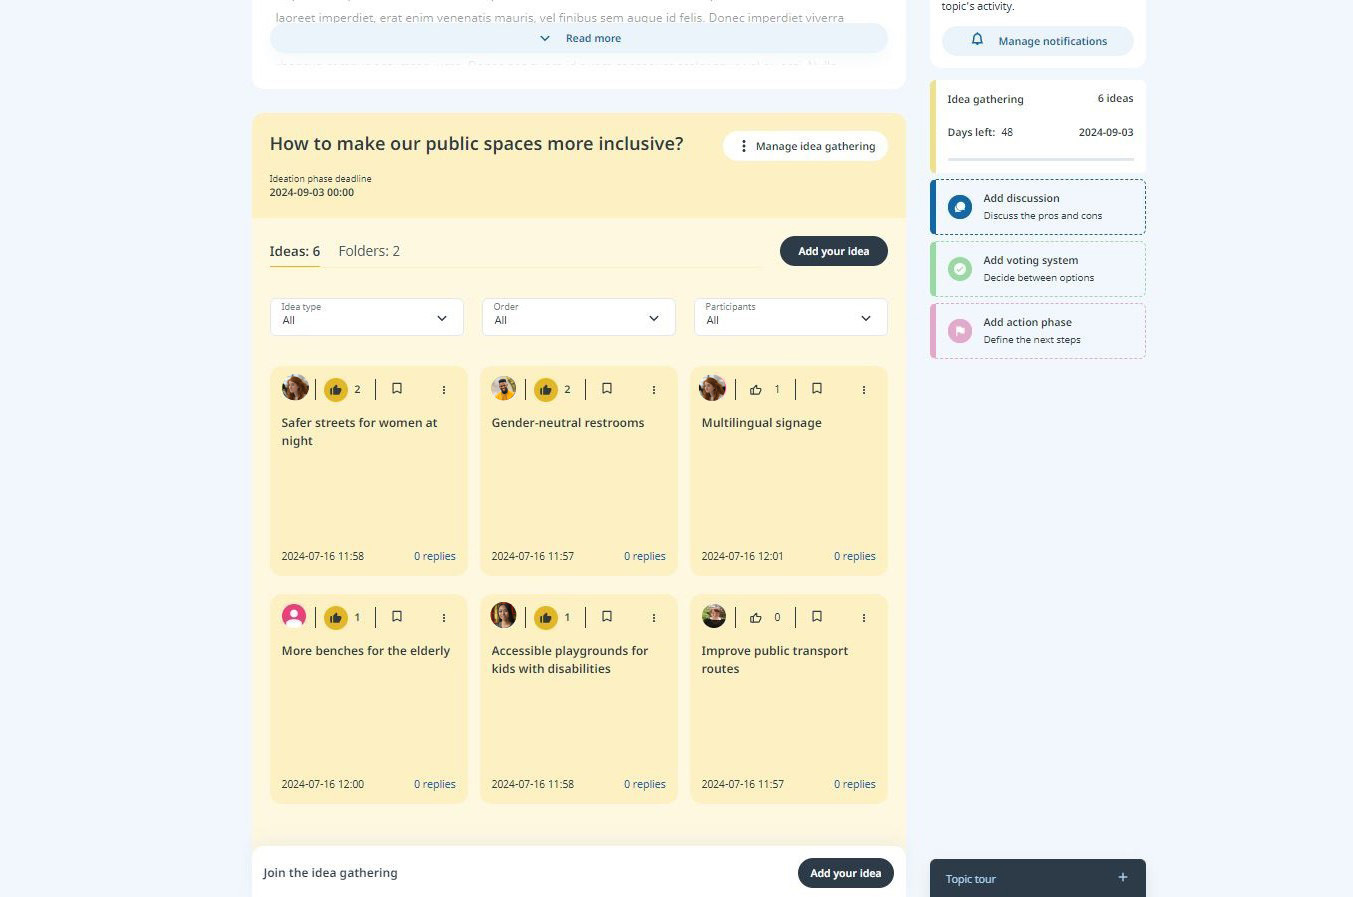 laoreet imperdiet, erat enim venenatis mauris, vel finibus sem augue id felis. Donec imperdiet viverra
Read more
How to make our public spaces more inclusive?
Manage idea gathering
Ideation phase deadline
2024-09-03 00:00
Ideas: 6 Folders: 2
Add your idea
Idea type
All
Order
All
Participants
All
2
Safer streets for women at
night
2024-07-16 11:58 0 replies
2
Gender-neutral restrooms
2024-07-16 11:57 0 replies
1
Multilingual signage
2024-07-16 12:01 0 replies
1
More benches for the elderly
2024-07-16 12:00 0 replies
1
Accessible playgrounds for
kids with disabilities
2024-07-16 11:58 0 replies
0
Improve public transport
routes
2024-07-16 11:57 0 replies
Join the idea gathering
Add your idea
topic's activity.
Manage notifications
Idea gathering 6 ideas
Days left: 48 2024-09-03
Add discussion
Discuss the pros and cons
Add voting system
Decide between options
Add action phase
Define the next steps
Topic tour +